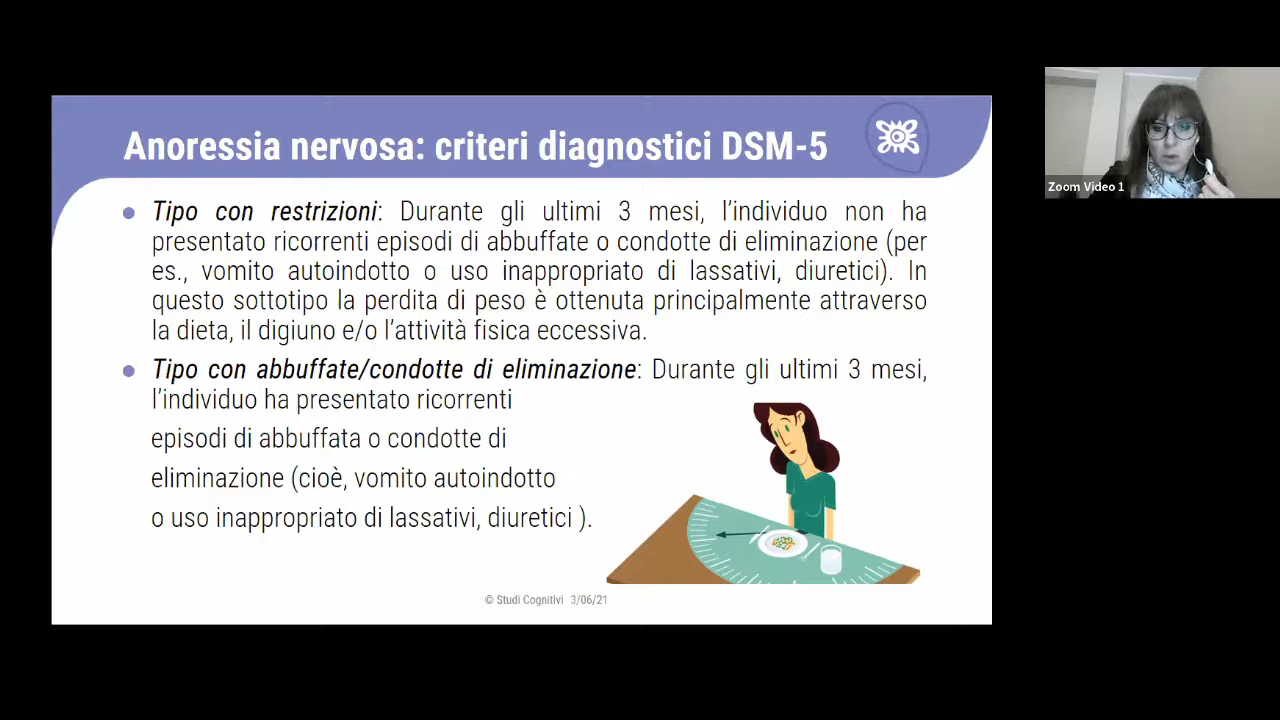 Anoressia nervosa: criteri diagnostici DSM-5
Tipo con restrizioni: Durante gli ultimi 3 mesi, l'individuo non ha
presentato ricorrenti episodi di abbuffate o condotte di eliminazione (per
es., vomito autoindotto o uso inappropriato di lassativi, diuretici). In
questo sottotipo la perdita di peso è ottenuta principalmente attraverso
la dieta, il digiuno e/o l'attività fisica eccessiva.
Tipo con abbuffate/condotte di eliminazione: Durante gli ultimi 3 mesi,
l'individuo ha presentato ricorrenti
episodi di abbuffata o condotte di
eliminazione (cioè, vomito autoindotto
o uso inappropriato di lassativi, diuretici ).
© Studi Cognitivi 3/06/21
Zoom Video 1